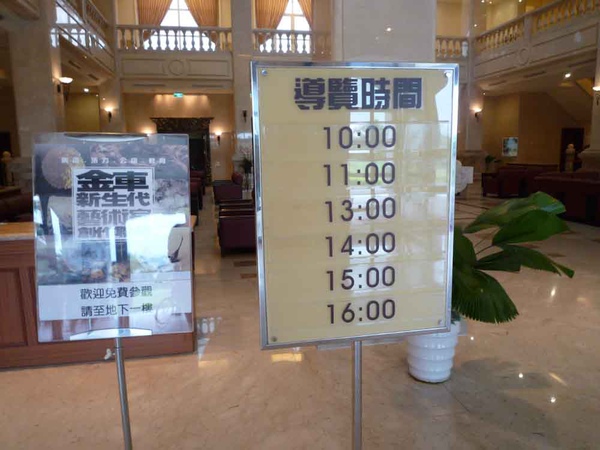 金車
新生代
藝術家
歡迎免費參觀
請至地下一樓
導覽時間
10:00
11:00
13:00
14:00
15:00
16:00